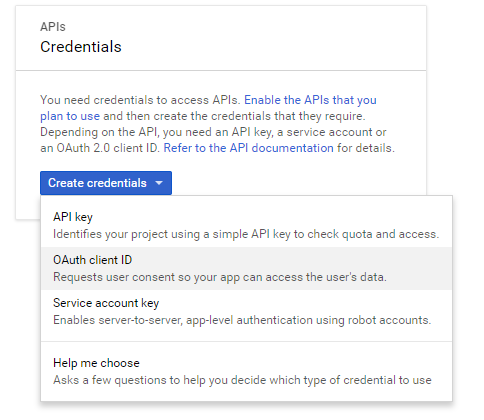 APIs
Credentials
You need credentials to access APIs. Enable the APIs that you
plan to use and then create the credentials that they require.
Depending on the API, you need an API key, a service account or
an OAuth 2.0 client ID. Refer to the API documentation for details.
Create credentials
API key
Identifies your project using a simple API key to check quota and access.
OAuth client ID
Requests user consent so your app can access the user's data.
Service account key
Enables server-to-server, app-level authentication using robot accounts.
Help me choose
Asks a few questions to help you decide which type of credential to use